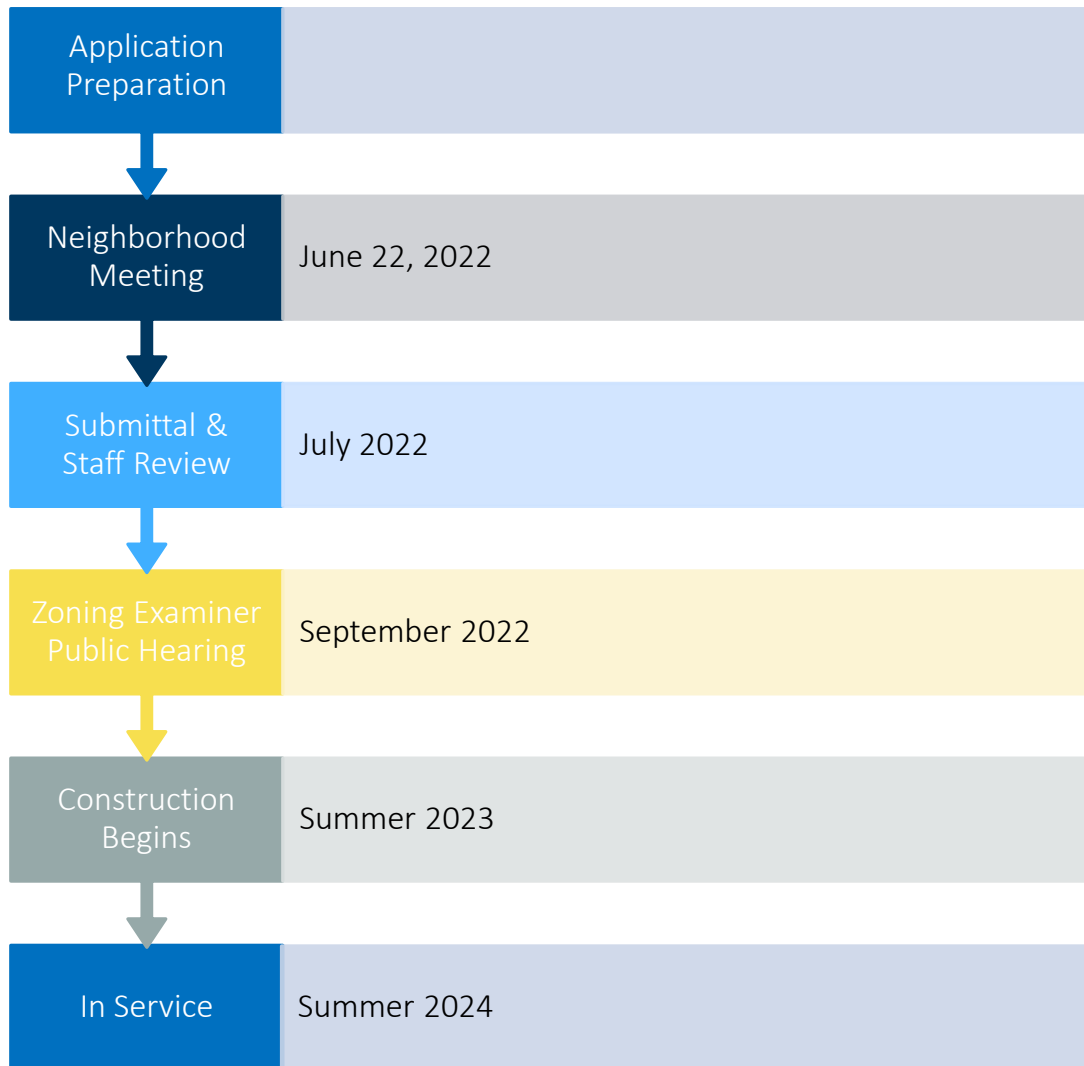 Application
Preparation
Neighborhood
Meeting
June 22, 2022
Submittal &
Staff Review
July 2022
Zoning Examiner
Public Hearing
September 2022
Construction
Begins
Summer 2023
In Service
Summer 2024